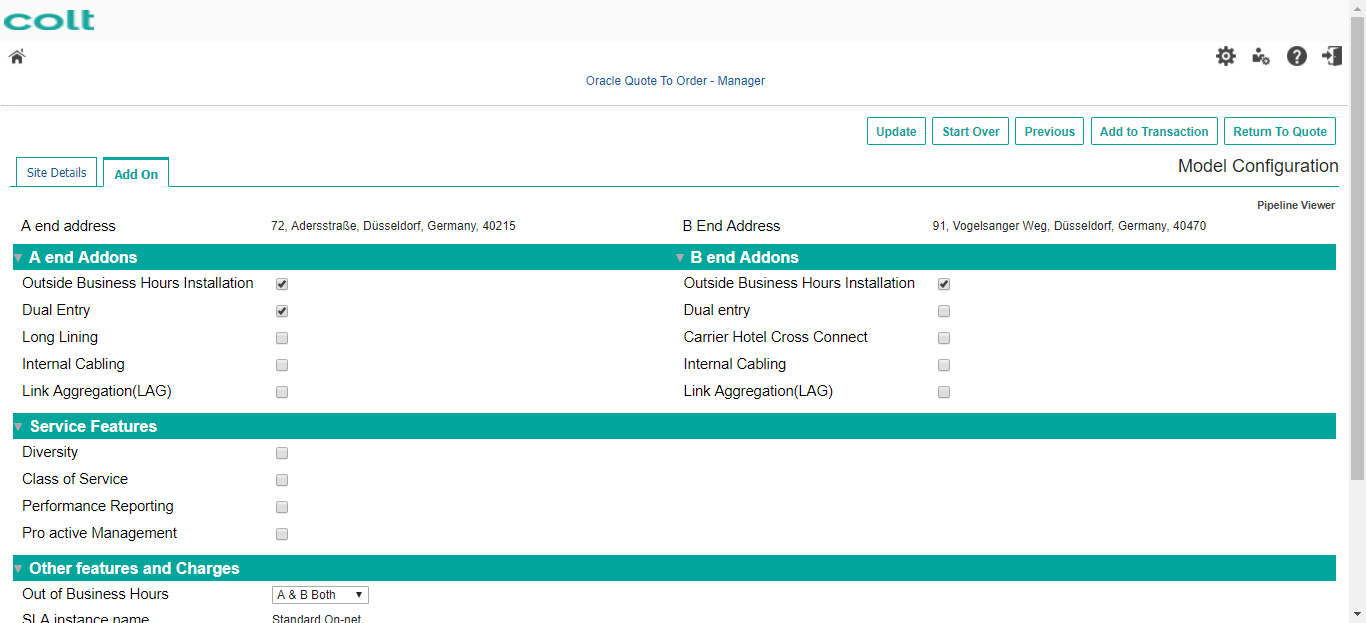 colt
Oracle Quote To Order - Manager
Update Start Over Previous Add to Transaction Return To Quote
Site Details Add On Model Configuration
Pipeline Viewer
A end address 72, Adersstraße, Düsseldorf, Germany, 40215 B End Address 91, Vogelsanger Weg, Düsseldorf, Germany, 40470
A end Addons B end Addons
Outside Business Hours Installation Outside Business Hours Installation
Dual Entry Dual entry
Long Lining Carrier Hotel Cross Connect
Internal Cabling Internal Cabling
Link Aggregation(LAG) Link Aggregation(LAG)
Service Features
Diversity
Class of Service
Performance Reporting
Pro active Management
Other features and Charges
Out of Business Hours A & B Both
SLA instance name Standard On-net